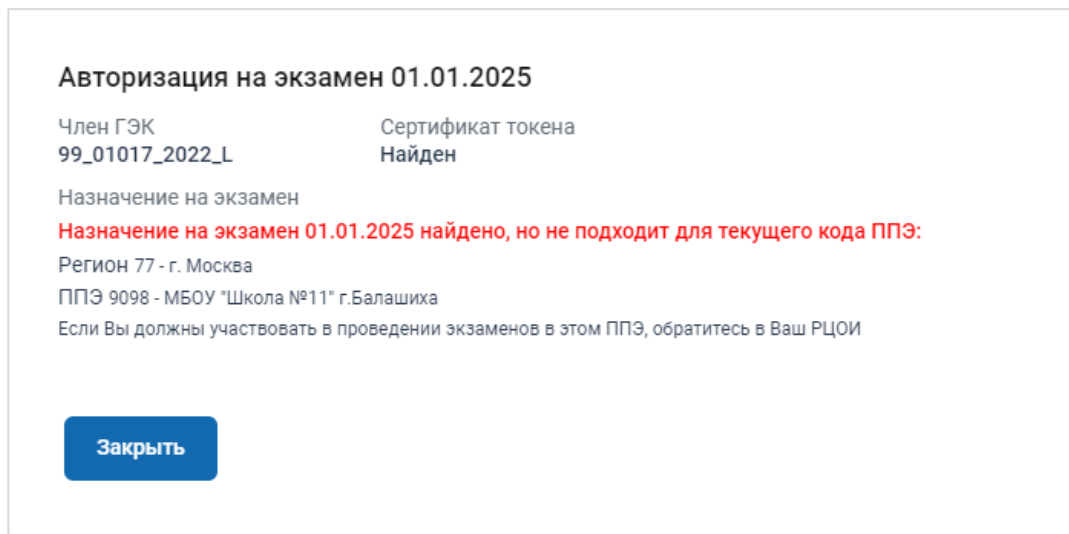 Авторизация на экзамен 01.01.2025
Член ГЭК Сертификат токена
99_01017_2022_L Найден
Назначение на экзамен
Назначение на экзамен 01.01.2025 найдено, но не подходит для текущего кода ППЭ:
Регион 77 - г. Москва
ППЭ 9098 - МБОУ "Школа №11" г.Балашиха
Если Вы должны участвовать в проведении экзаменов в этом ППЭ, обратитесь в Ваш РЦОИ
Закрыть